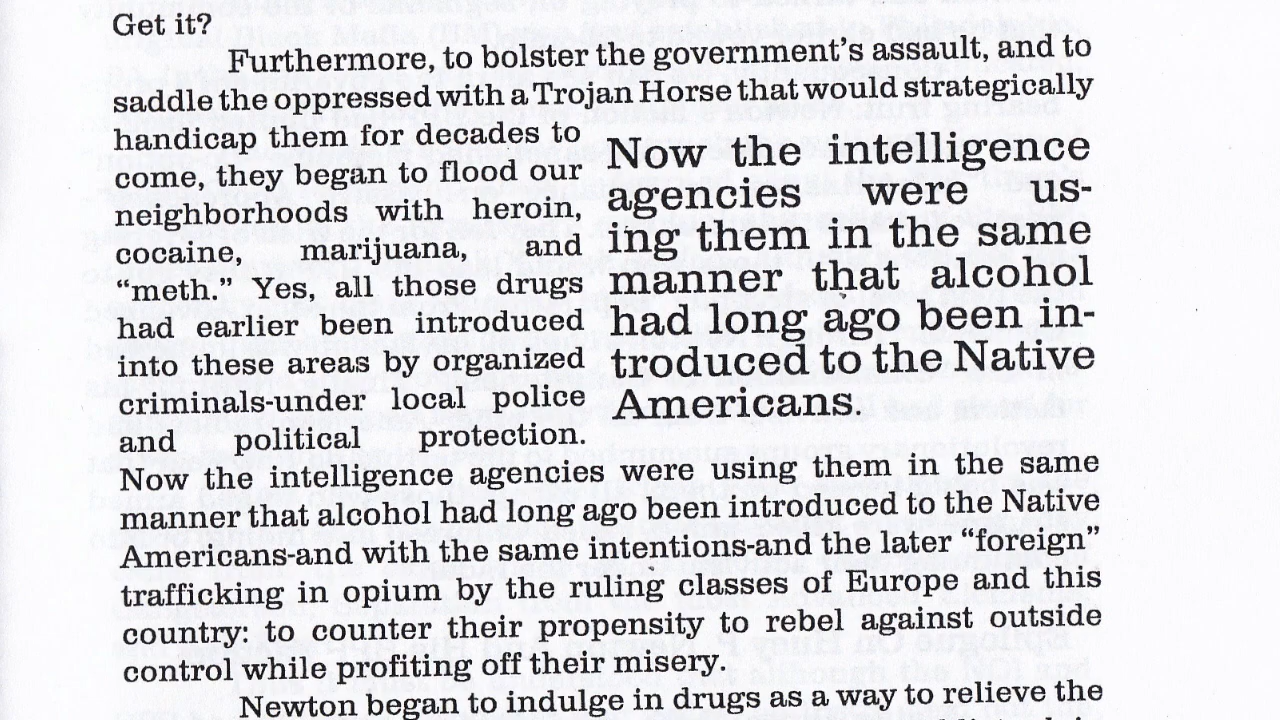 Get it?
Furthermore, to bolster the government's assault, and to
saddle the oppressed with a Trojan Horse that would strategically
handicap them for decades to
come, they began to flood our
neighborhoods with heroin,
cocaine, marijuana, and
“meth.” Yes, all those drugs
had earlier been introduced
into these areas by organized
criminals-under local police
and political protection.
Now the intelligence
agencies were us-
ing them in the same
manner that alcohol
had long ago been in-
troduced to the Native
Americans.
Now the intelligence agencies were using them in the same
manner that alcohol had long ago been introduced to the Native
Americans-and with the same intentions-and the later “foreign”
trafficking in opium by the ruling classes of Europe and this
country: to counter their propensity to rebel against outside
control while profiting off their misery.
Newton began to indulge in drugs as a way to relieve the